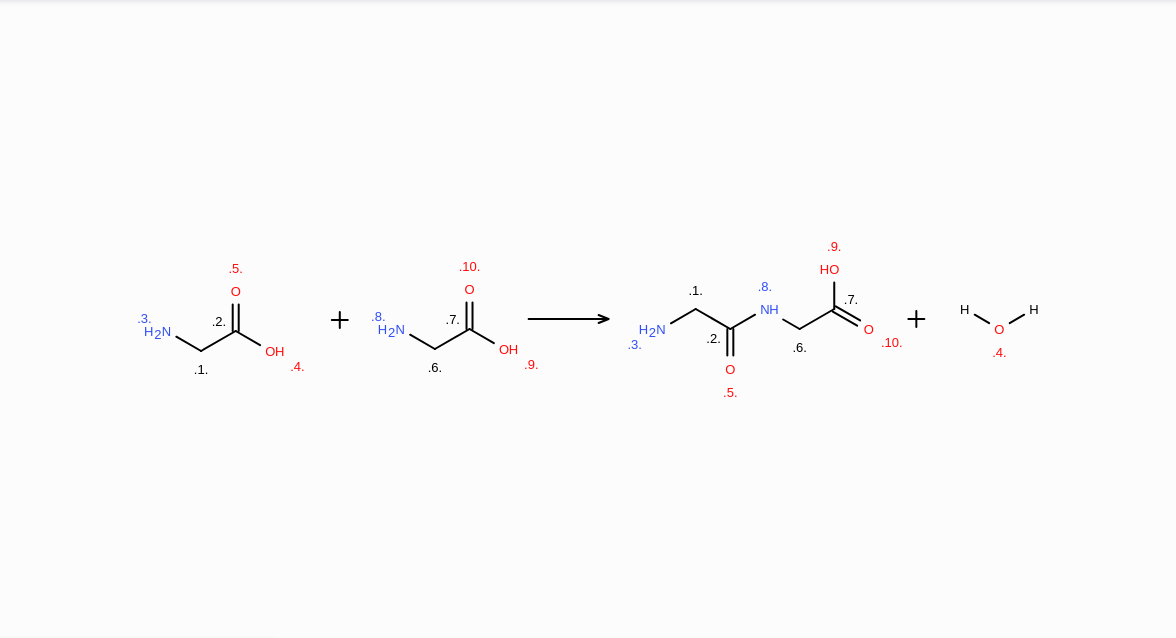 .5. O .3. H2N .2. .1. OH .4.
+
.10. O .8. H2N .7. .6. OH .9.
.1. H2N .3. .2. O .5. .8. NH .6. .9. HO .7. O .10.
+
H O H .4.